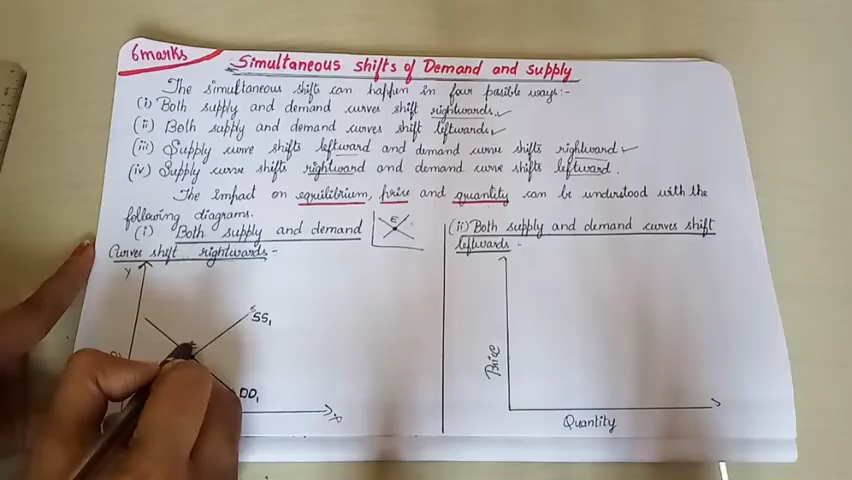 6marks
Simultaneous shifts of Demand and supply
The simultaneous shifts can happen in four posible ways:-
(i) Both supply and demand curves shift rightwards.
(ii) Both supply and demand curves shift leftwards.
(iii) Supply curve shifts leftward and demand curve shifts rightward
(iv) Supply curve shifts rightward and demand curve shifts leftward.
The impact on equilibrium, price and quantity can be understood with the
following diagrams.
(i) Both supply and demand
Curves shift rightwards:-
E
Y
SS1
DD1
X
(ii) Both supply and demand curves shift
leftwards:-
Price
Quantity